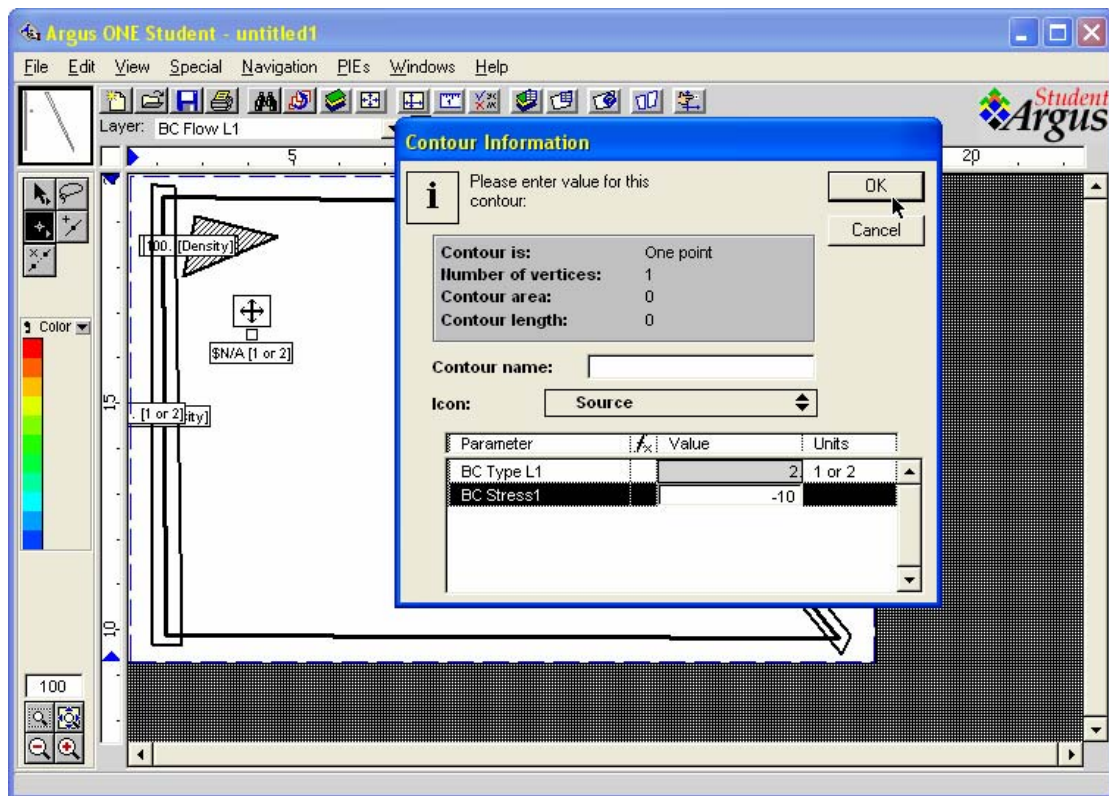 Argus ONE Student - untitled1
File Edit View Special Navigation PIEs Windows Help
Student
Argus
Layer: BC Flow L1
5
20
15
10
100. [Density]
$N/A [1 or 2]
. [1 or 2]
ity]
Color
100
Contour Information
i
Please enter value for this
contour:
OK
Cancel
Contour is: One point
Number of vertices: 1
Contour area: 0
Contour length: 0
Contour name:
Icon: Source
Parameter fx Value Units
BC Type L1 2 1 or 2
BC Stress1 -10